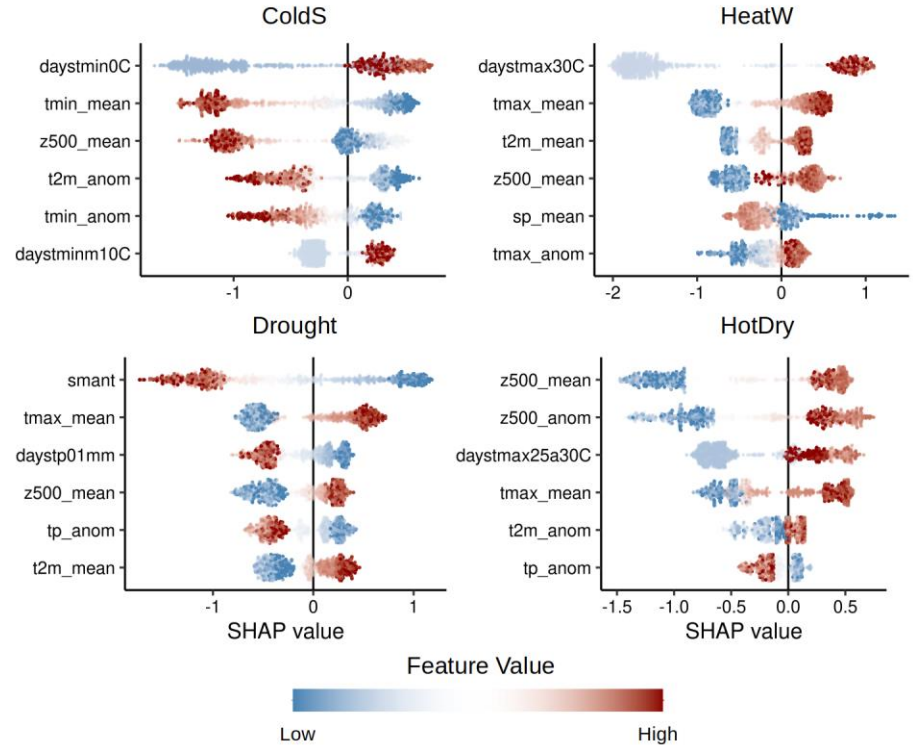 ColdS
daystmin0C
tmin_mean
z500_mean
t2m_anom
tmin_anom
daystminm10C
-1 0
HeatW
daystmax30C
tmax_mean
t2m_mean
z500_mean
sp_mean
tmax_anom
-2 -1 0 1
Drought
smant
tmax_mean
daystp01mm
z500_mean
tp_anom
t2m_mean
-1 0 1
SHAP value
HotDry
z500_mean
z500_anom
daystmax25a30C
tmax_mean
t2m_anom
tp_anom
-1.5 -1.0 -0.5 0.0 0.5
SHAP value
Feature Value
Low High